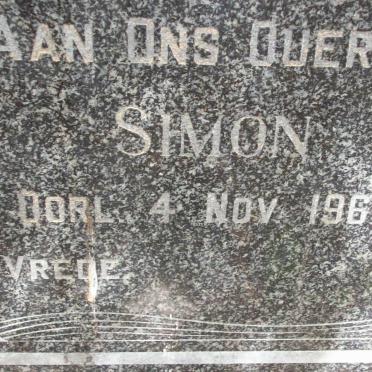 AAN ONS OUER
SIMON
OORL. 4 NOV. 196
VREDE.